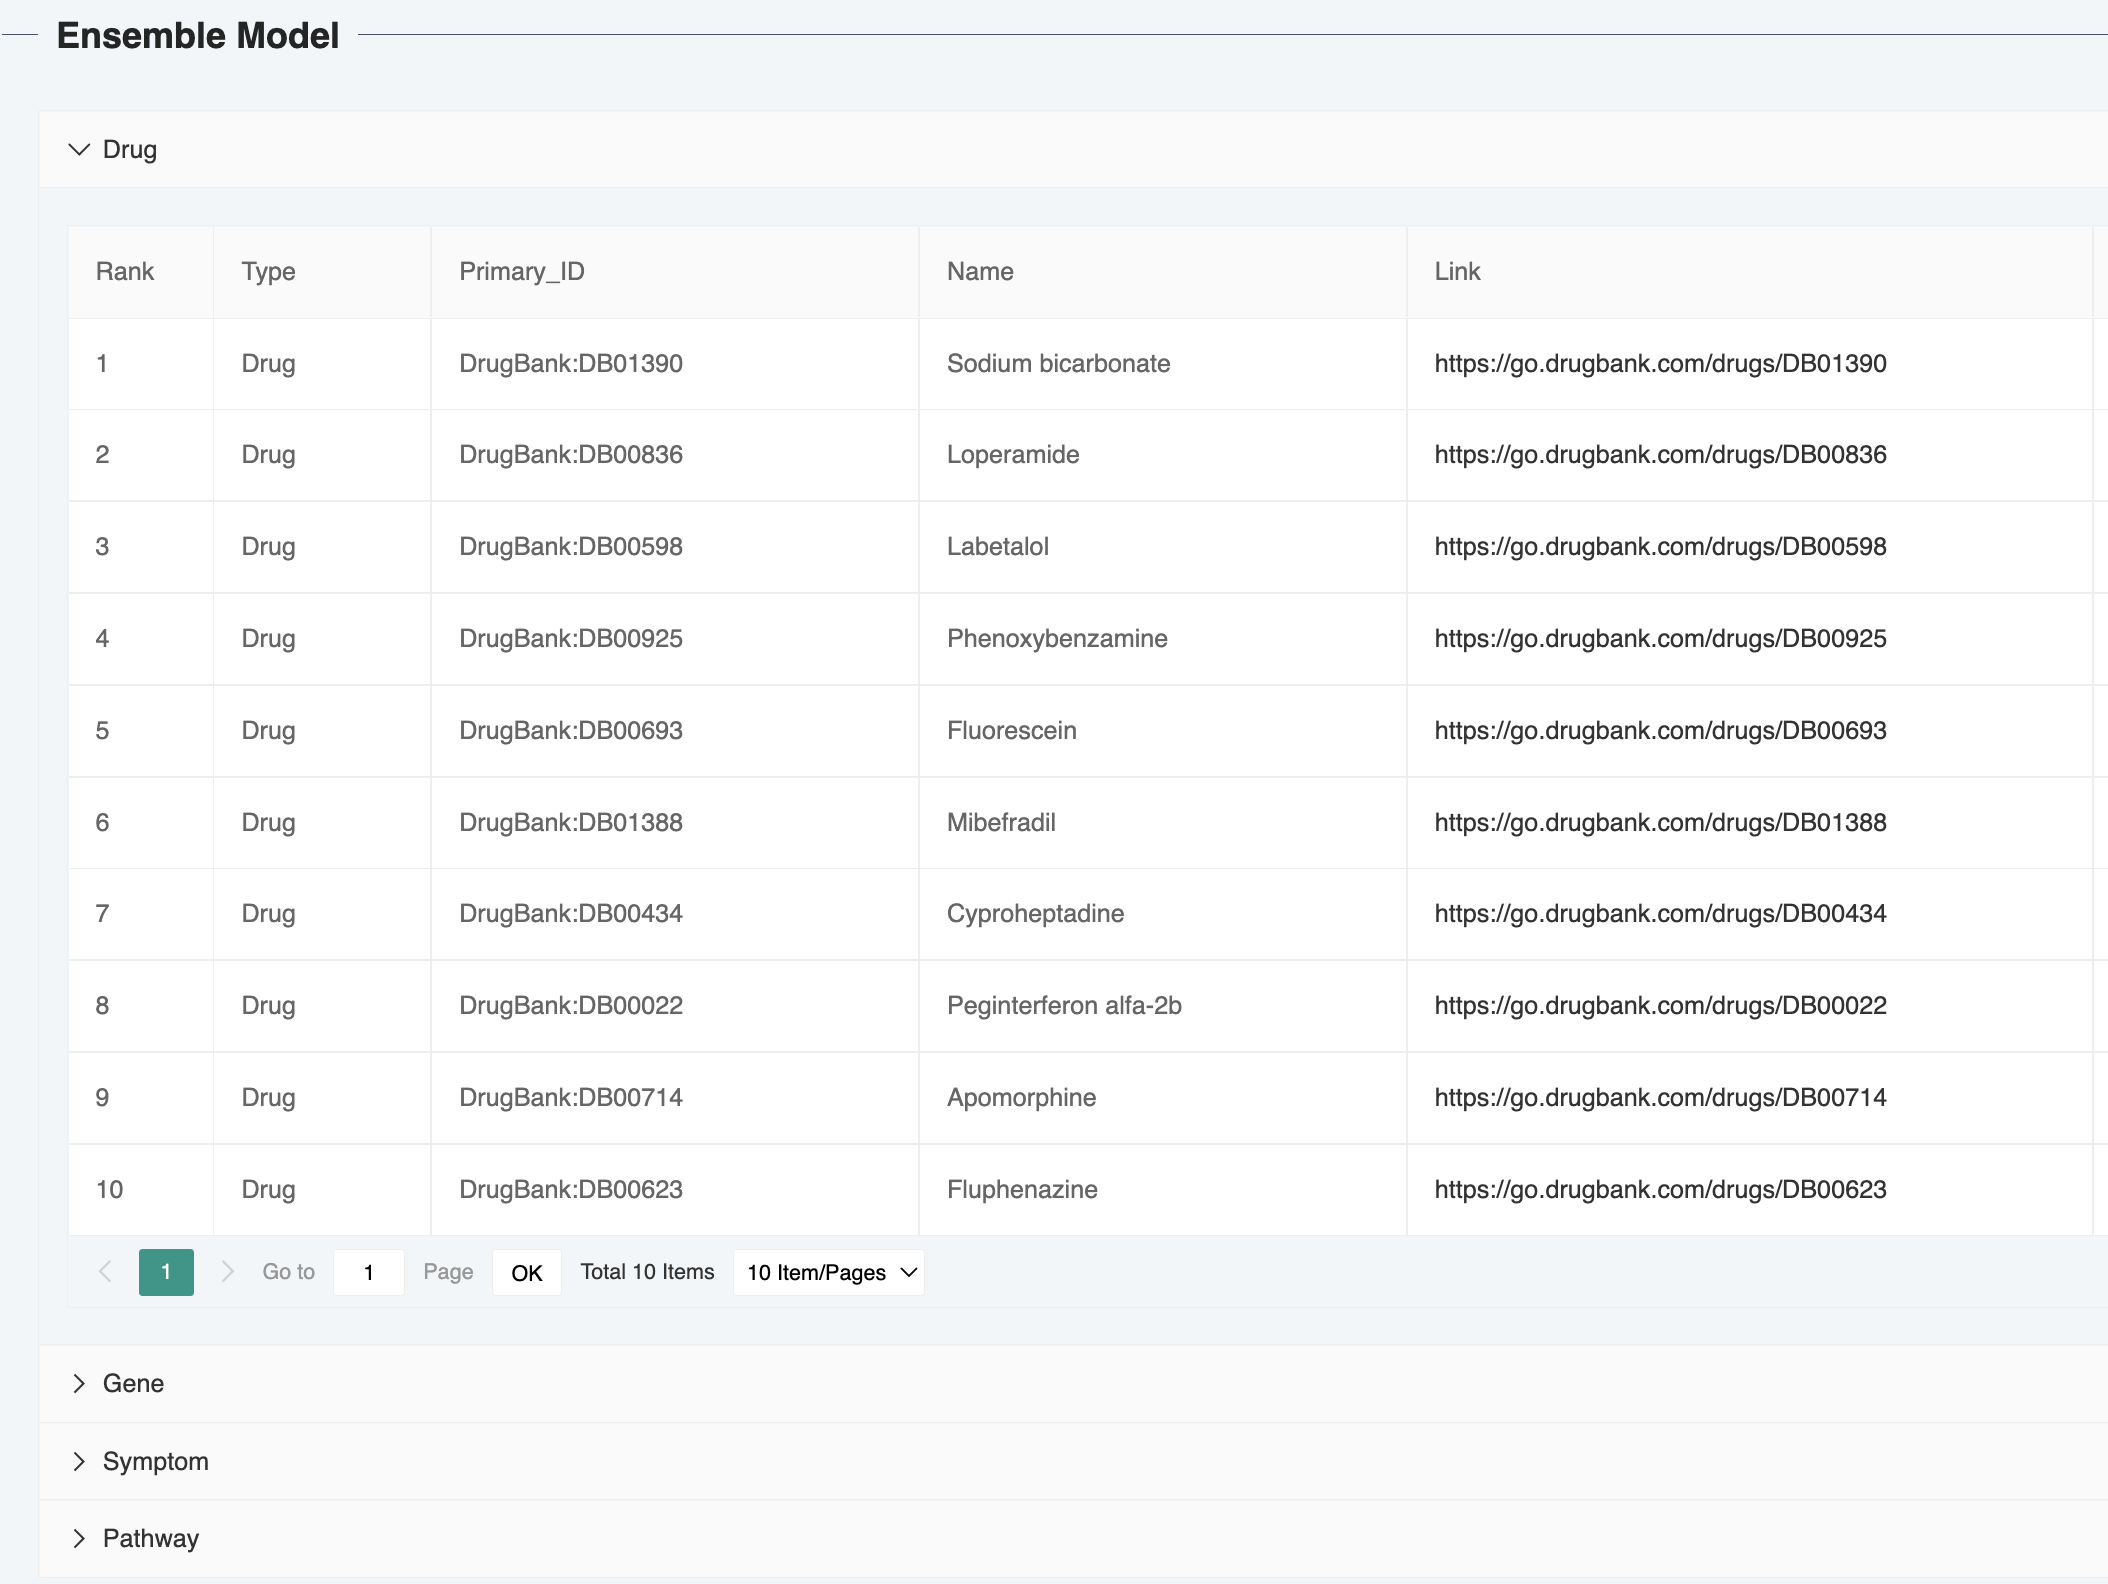 Ensemble Model
Drug
Rank Type Primary_ID Name Link
1 Drug DrugBank:DB01390 Sodium bicarbonate https://go.drugbank.com/drugs/DB01390
2 Drug DrugBank:DB00836 Loperamide https://go.drugbank.com/drugs/DB00836
3 Drug DrugBank:DB00598 Labetalol https://go.drugbank.com/drugs/DB00598
4 Drug DrugBank:DB00925 Phenoxybenzamine https://go.drugbank.com/drugs/DB00925
5 Drug DrugBank:DB00693 Fluorescein https://go.drugbank.com/drugs/DB00693
6 Drug DrugBank:DB01388 Mibefradil https://go.drugbank.com/drugs/DB01388
7 Drug DrugBank:DB00434 Cyproheptadine https://go.drugbank.com/drugs/DB00434
8 Drug DrugBank:DB00022 Peginterferon alfa-2b https://go.drugbank.com/drugs/DB00022
9 Drug DrugBank:DB00714 Apomorphine https://go.drugbank.com/drugs/DB00714
10 Drug DrugBank:DB00623 Fluphenazine https://go.drugbank.com/drugs/DB00623
1 Go to 1 Page OK Total 10 Items 10 Item/Pages
Gene
Symptom
Pathway